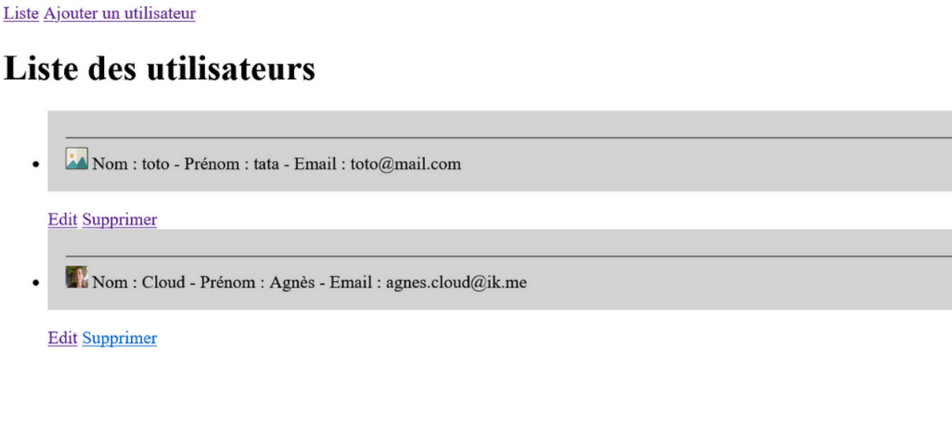 Liste Ajouter un utilisateur
Liste des utilisateurs
Nom : toto - Prénom : tata - Email : toto@mail.com
Edit Supprimer
Nom : Cloud - Prénom : Agnès - Email : agnes.cloud@ik.me
Edit Supprimer